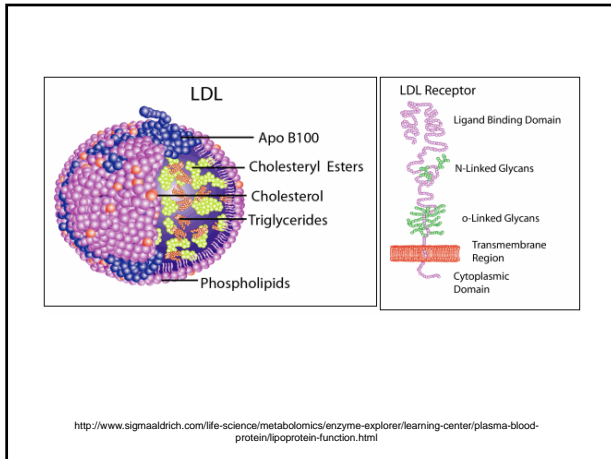 LDL
Apo B100
Cholesteryl Esters
Cholesterol
Triglycerides
Phospholipids
LDL Receptor
Ligand Binding Domain
N-Linked Glycans
o-Linked Glycans
Transmembrane
Region
Cytoplasmic
Domain
http://www.sigmaaldrich.com/life-science/metabolomics/enzyme-explorer/learning-center/plasma-blood-
protein/lipoprotein-function.html